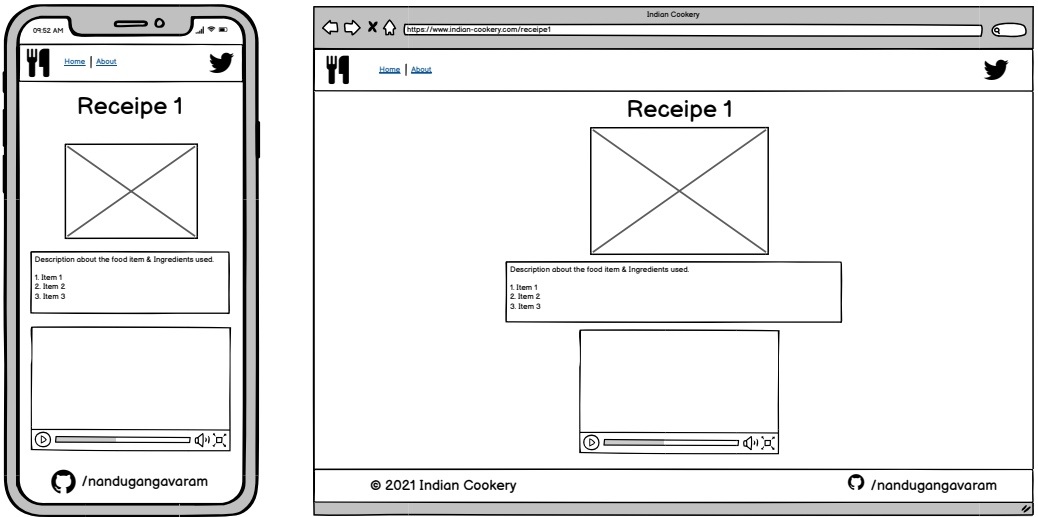 09:52 AM
Home | About
Receipe 1
Description about the food item & Ingredients used.
1. Item 1
2. Item 2
3. Item 3
/nandugangavaram
Indian Cookery
https://www.indian-cookery.com/receipe1
Home | About
Receipe 1
Description about the food item & Ingredients used.
1. Item 1
2. Item 2
3. Item 3
© 2021 Indian Cookery
/nandugangavaram